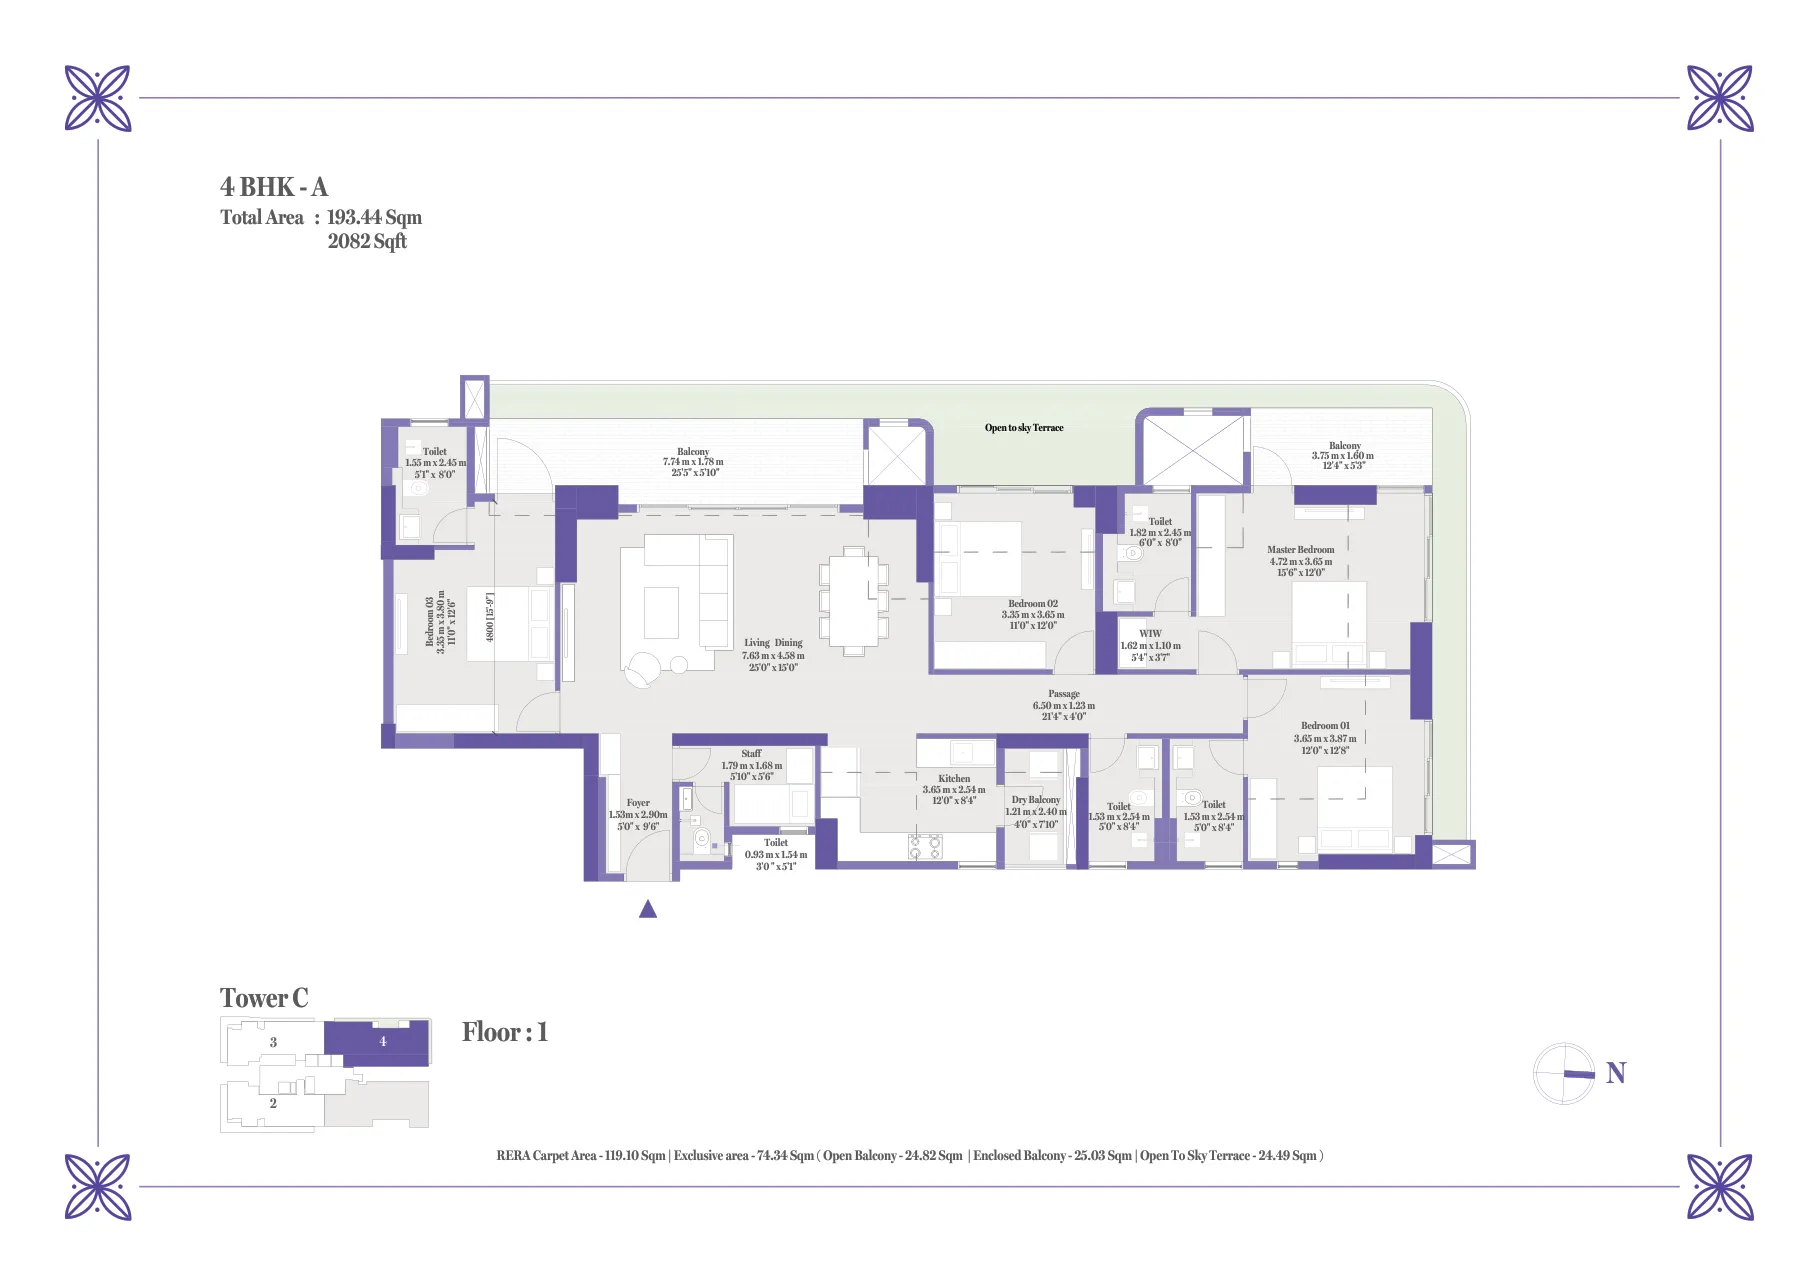 4 BHK - A
Total Area : 193.44 Sqm
2082 Sqft
Open to sky Terrace
Toilet
1.55 m x 2.45 m
5'1" x 8'0"
Balcony
7.74 m x 1.78 m
25'5" x 5'10"
Balcony
3.75 m x 1.60 m
12'4" x 5'3"
Toilet
1.82 m x 2.45 m
6'0" x 8'0"
Master Bedroom
4.72 m x 3.65 m
15'6" x 12'0"
Bedroom 03
3.35 m x 3.80 m
11'0" x 12'6"
4800 [15'-9"]
Bedroom 02
3.35 m x 3.65 m
11'0" x 12'0"
Living Dining
7.63 m x 4.58 m
25'0" x 15'0"
WIW
1.62 m x 1.10 m
5'4" x 3'7"
Passage
6.50 m x 1.23 m
21'4" x 4'0"
Bedroom 01
3.65 m x 3.87 m
12'0" x 12'8"
Staff
1.79 m x 1.68 m
5'10" x 5'6"
Kitchen
3.65 m x 2.54 m
12'0" x 8'4"
Foyer
1.53m x 2.90m
5'0" x 9'6"
Dry Balcony
1.21 m x 2.40 m
4'0" x 7'10"
Toilet
1.53 m x 2.54 m
5'0" x 8'4"
Toilet
1.53 m x 2.54 m
5'0" x 8'4"
Toilet
0.93 m x 1.54 m
3'0" x 5'1"
Tower C
Floor : 1
3
4
2
N
RERA Carpet Area - 119.10 Sqm | Exclusive area - 74.34 Sqm ( Open Balcony - 24.82 Sqm | Enclosed Balcony - 25.03 Sqm | Open To Sky Terrace - 24.49 Sqm )